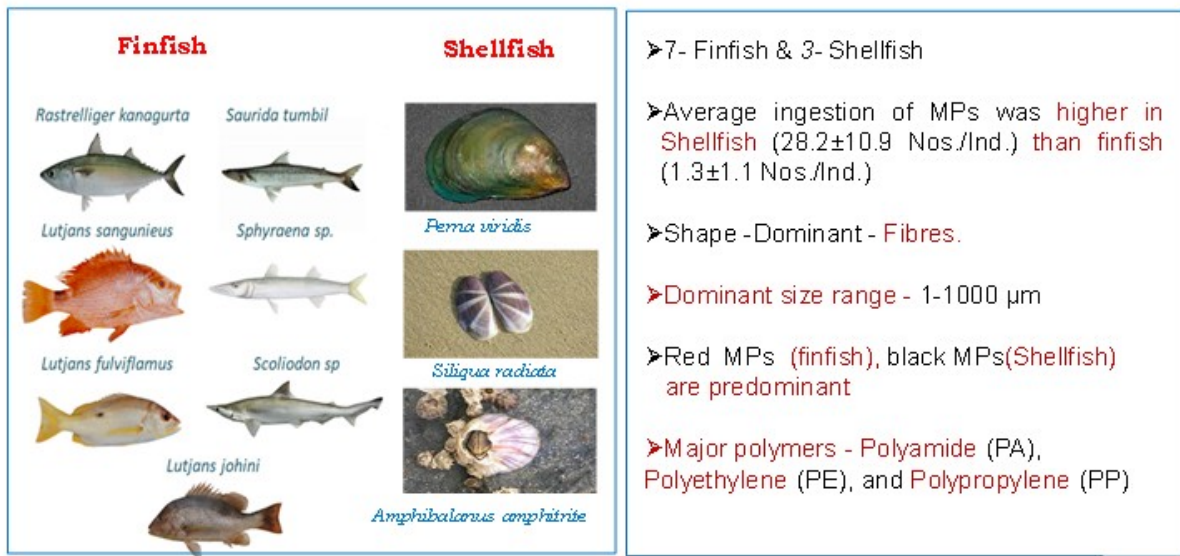 Finfish
Shellfish
Rastrelliger kanagurta
Saurida tumbil
Lutjans sangunieus
Sphyraena sp.
Perna viridis
Lutjans fulviflamus
Scoliodon sp
Siliqua radiata
Lutjans johini
Amphibalanus amphitrite
➤7- Finfish & 3- Shellfish
➤Average ingestion of MPs was higher in
Shellfish (28.2±10.9 Nos./Ind.) than finfish
(1.3±1.1 Nos./Ind.)
➤Shape -Dominant - Fibres.
➤Dominant size range - 1-1000 µm
➤Red MPs (finfish), black MPs(Shellfish)
are predominant
➤Major polymers - Polyamide (PA),
Polyethylene (PE), and Polypropylene (PP)